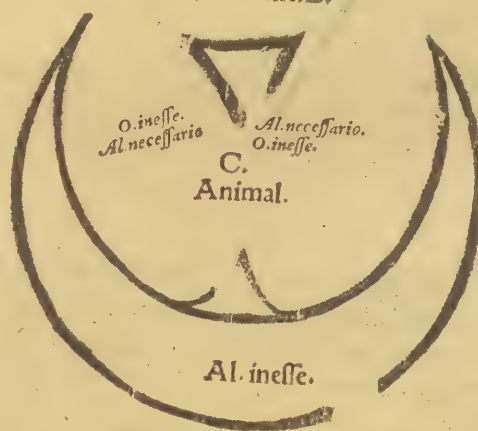 O. ineſſe.
Al. neceſſario
Al. neceſſario.
O. ineſſe.
C.
Animal.
Al. ineſſe.